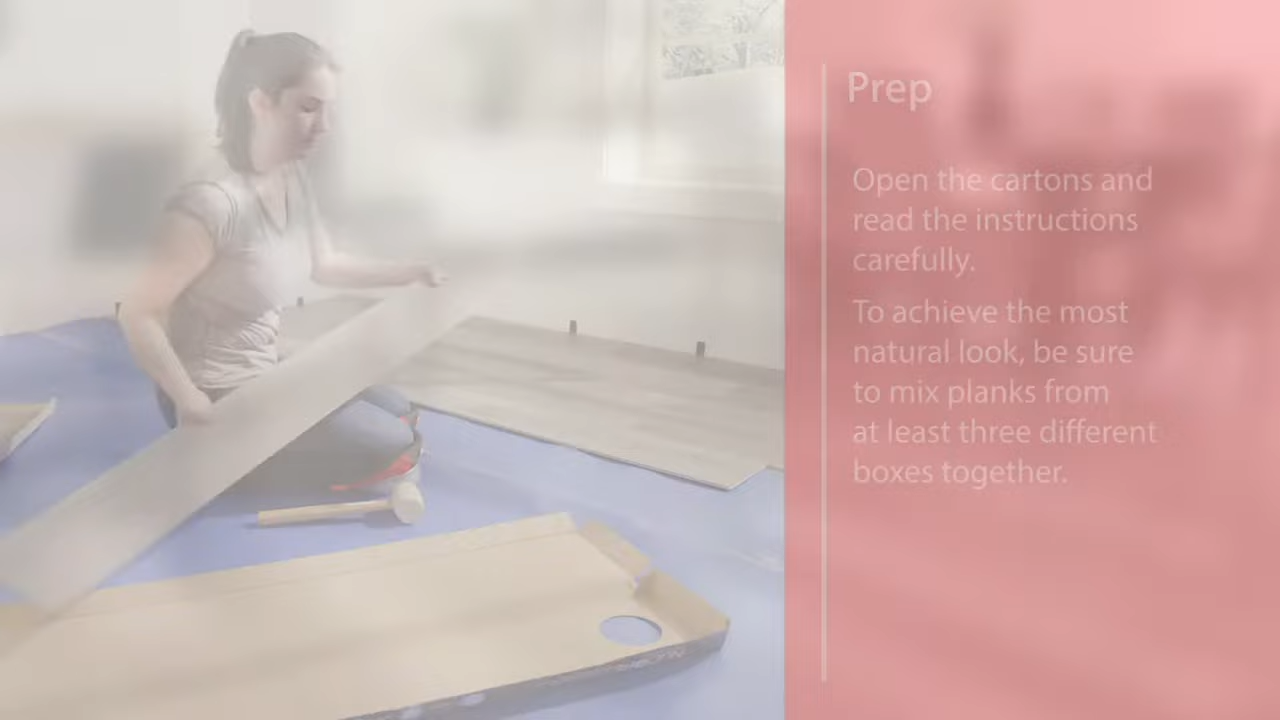 Prep
Open the cartons and
read the instructions
carefully.
To achieve the most
natural look, be sure
to mix planks from
at least three different
boxes together.